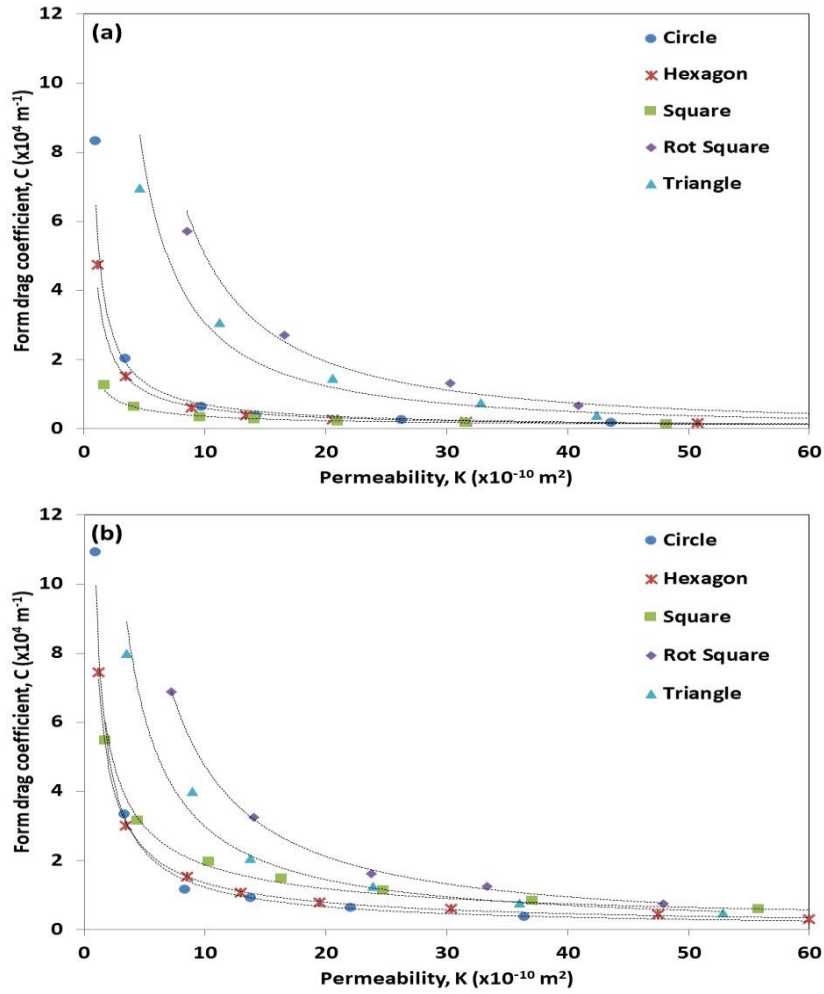 (a)
12
10
8
6
4
2
0
Form drag coefficient, C (x10⁴ m⁻¹)
Circle
Hexagon
Square
Rot Square
Triangle
0 10 20 30 40 50 60
Permeability, K (x10⁻¹⁰ m²)
(b)
12
10
8
6
4
2
0
Form drag coefficient, C (x10⁴ m⁻¹)
Circle
Hexagon
Square
Rot Square
Triangle
0 10 20 30 40 50 60
Permeability, K (x10⁻¹⁰ m²)